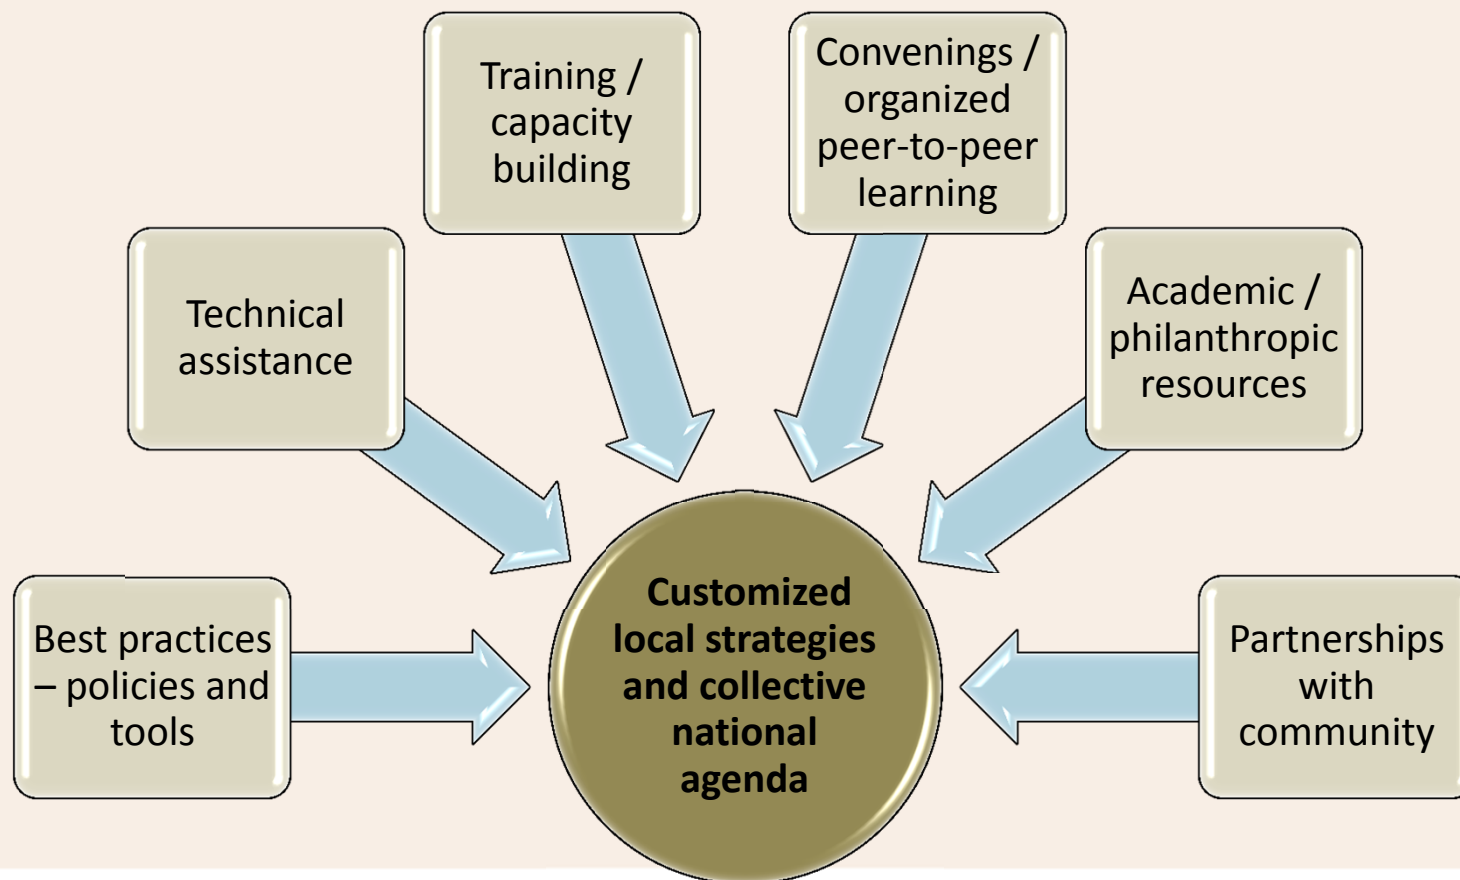 Training /
capacity
building
Convenings /
organized
peer-to-peer
learning
Technical
assistance
Academic /
philanthropic
resources
Best practices
– policies and
tools
Customized
local strategies
and collective
national
agenda
Partnerships
with
community